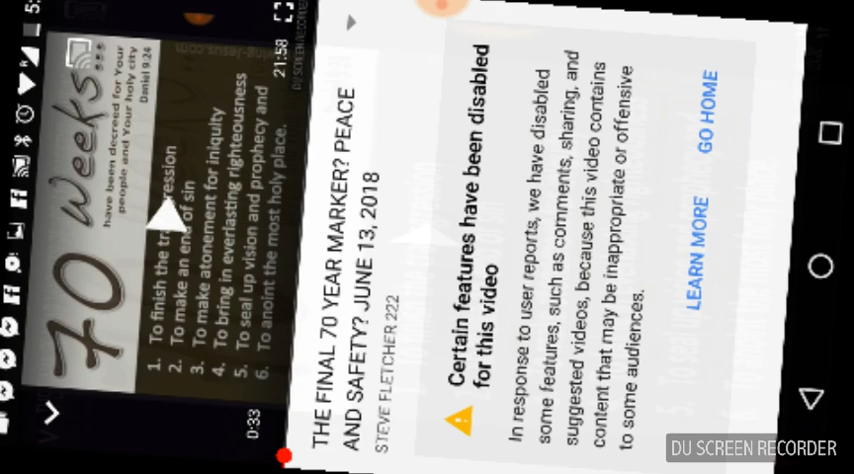 5:
70 Weeks...
have been decreed for Your
people and Your holy city
Daniel 9:24
1. To finish the
2. To make an end of sin
3. To make atonement for iniquity
4. To bring in everlasting righteousness
5. To seal up vision and prophecy and
6. To anoint the most holy place.
0:33
21:58
THE FINAL 70 YEAR MARKER? PEACE
AND SAFETY? JUNE 13, 2018
STEVE FLETCHER 222
Certain features have been disabled
for this video
In response to user reports, we have disabled
some features, such as comments, sharing, and
suggested videos, because this video contains
content that may be inappropriate or offensive
to some audiences.
LEARN MORE
GO HOME
DU SCREEN RECORDER